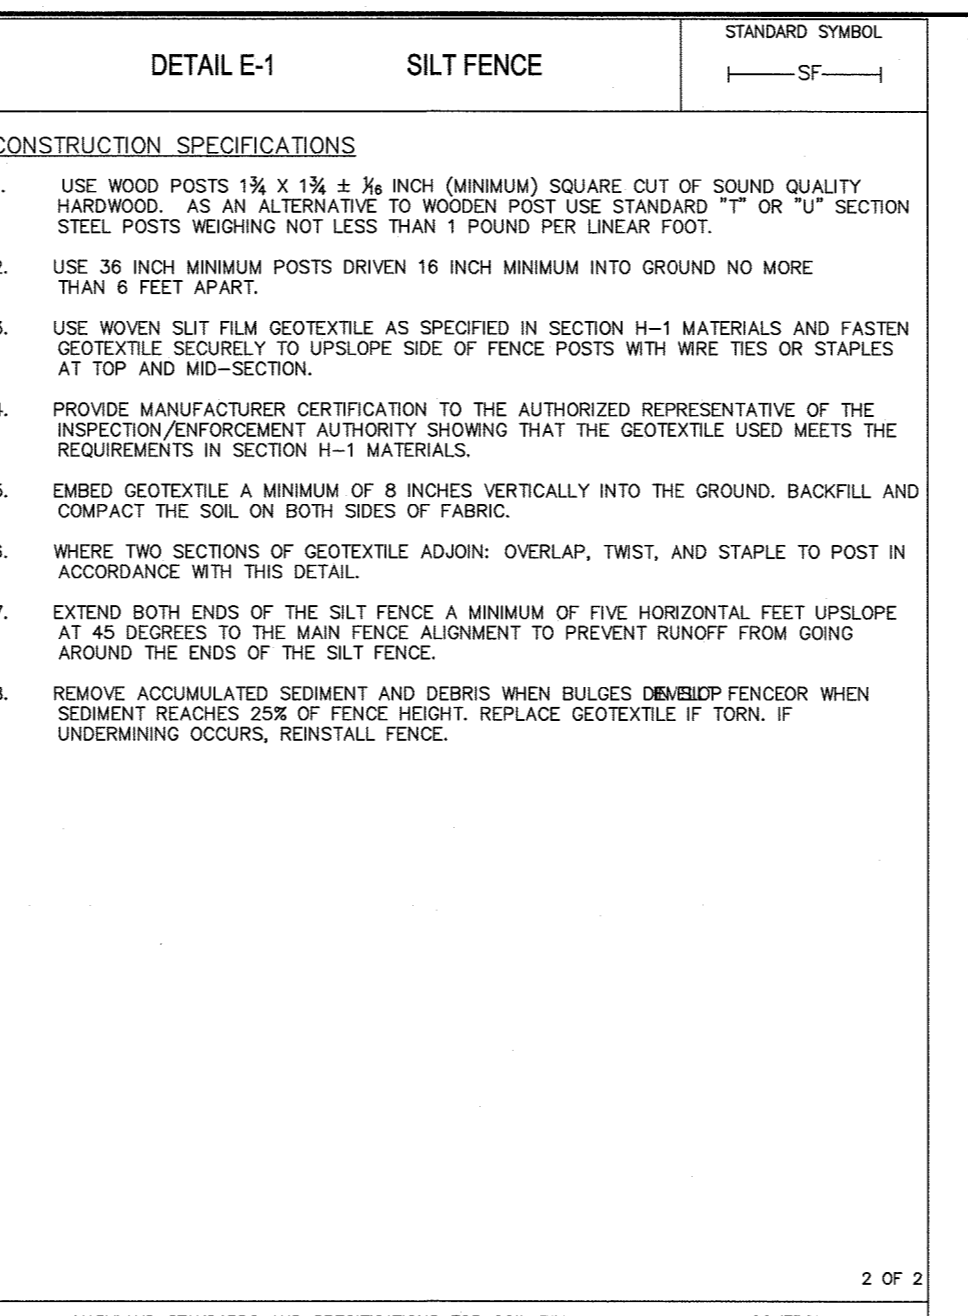 STANDARD SYMBOL
DETAIL E-1 SILT FENCE
SF
CONSTRUCTION SPECIFICATIONS
USE WOOD POSTS 1¾ X 1¾ ± 1⁄16 INCH (MINIMUM) SQUARE CUT OF SOUND QUALITY
HARDWOOD. AS AN ALTERNATIVE TO WOODEN POST USE STANDARD "T" OR "U" SECTION
STEEL POSTS WEIGHING NOT LESS THAN 1 POUND PER LINEAR FOOT.
2. USE 36 INCH MINIMUM POSTS DRIVEN 16 INCH MINIMUM INTO GROUND NO MORE
THAN 6 FEET APART.
3. USE WOVEN SLIT FILM GEOTEXTILE AS SPECIFIED IN SECTION H-1 MATERIALS AND FASTEN
GEOTEXTILE SECURELY TO UPSLOPE SIDE OF FENCE POSTS WITH WIRE TIES OR STAPLES
AT TOP AND MID-SECTION.
4. PROVIDE MANUFACTURER CERTIFICATION TO THE AUTHORIZED REPRESENTATIVE OF THE
INSPECTION/ENFORCEMENT AUTHORITY SHOWING THAT THE GEOTEXTILE USED MEETS THE
REQUIREMENTS IN SECTION H-1 MATERIALS.
5. EMBED GEOTEXTILE A MINIMUM OF 8 INCHES VERTICALLY INTO THE GROUND. BACKFILL AND
COMPACT THE SOIL ON BOTH SIDES OF FABRIC.
6. WHERE TWO SECTIONS OF GEOTEXTILE ADJOIN: OVERLAP, TWIST, AND STAPLE TO POST IN
ACCORDANCE WITH THIS DETAIL.
7. EXTEND BOTH ENDS OF THE SILT FENCE A MINIMUM OF FIVE HORIZONTAL FEET UPSLOPE
AT 45 DEGREES TO THE MAIN FENCE ALIGNMENT TO PREVENT RUNOFF FROM GOING
AROUND THE ENDS OF THE SILT FENCE.
8. REMOVE ACCUMULATED SEDIMENT AND DEBRIS WHEN BULGES FENCEOR WHEN
SEDIMENT REACHES 25% OF FENCE HEIGHT. REPLACE GEOTEXTILE IF TORN. IF
UNDERMINING OCCURS, REINSTALL FENCE.
2 OF 2